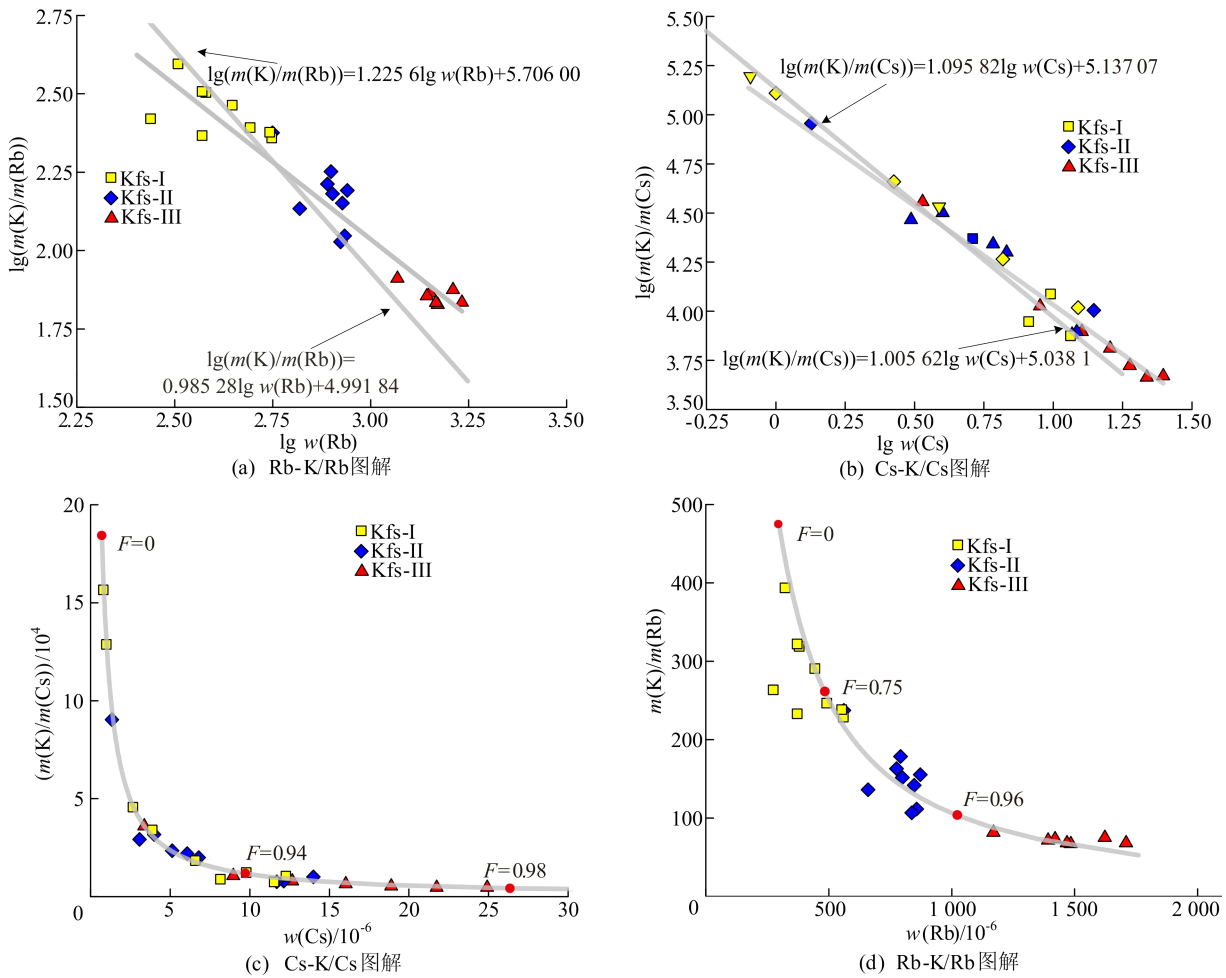 2.75
2.50
2.25
2.00
1.75
1.50
lg(m(K)/m(Rb))
lg(m(K)/m(Rb))=1.225 6lg w(Rb)+5.706 00
Kfs-I
Kfs-II
Kfs-III
lg(m(K)/m(Rb))=
0.985 28lg w(Rb)+4.991 84
2.25
2.50
2.75
3.00
3.25
3.50
lg w(Rb)
(a) Rb-K/Rb图解
5.50
5.25
5.00
4.75
4.50
4.25
4.00
3.75
3.50
lg(m(K)/m(Cs))
lg(m(K)/m(Cs))=1.095 82lg w(Cs)+5.137 07
Kfs-I
Kfs-II
Kfs-III
lg(m(K)/m(Cs))=1.005 62lg w(Cs)+5.038 1
-0.25
0
0.25
0.50
0.75
1.00
1.25
1.50
lg w(Cs)
(b) Cs-K/Cs图解
20
15
10
5
0
(m(K)/m(Cs))/10⁴
F=0
Kfs-I
Kfs-II
Kfs-III
F=0.94
F=0.98
5
10
15
20
25
30
w(Cs)/10⁻⁶
(c) Cs-K/Cs图解
500
400
300
200
100
0
m(K)/m(Rb)
F=0
Kfs-I
Kfs-II
Kfs-III
F=0.75
F=0.96
0
500
1 000
1 500
2 000
w(Rb)/10⁻⁶
(d) Rb-K/Rb图解